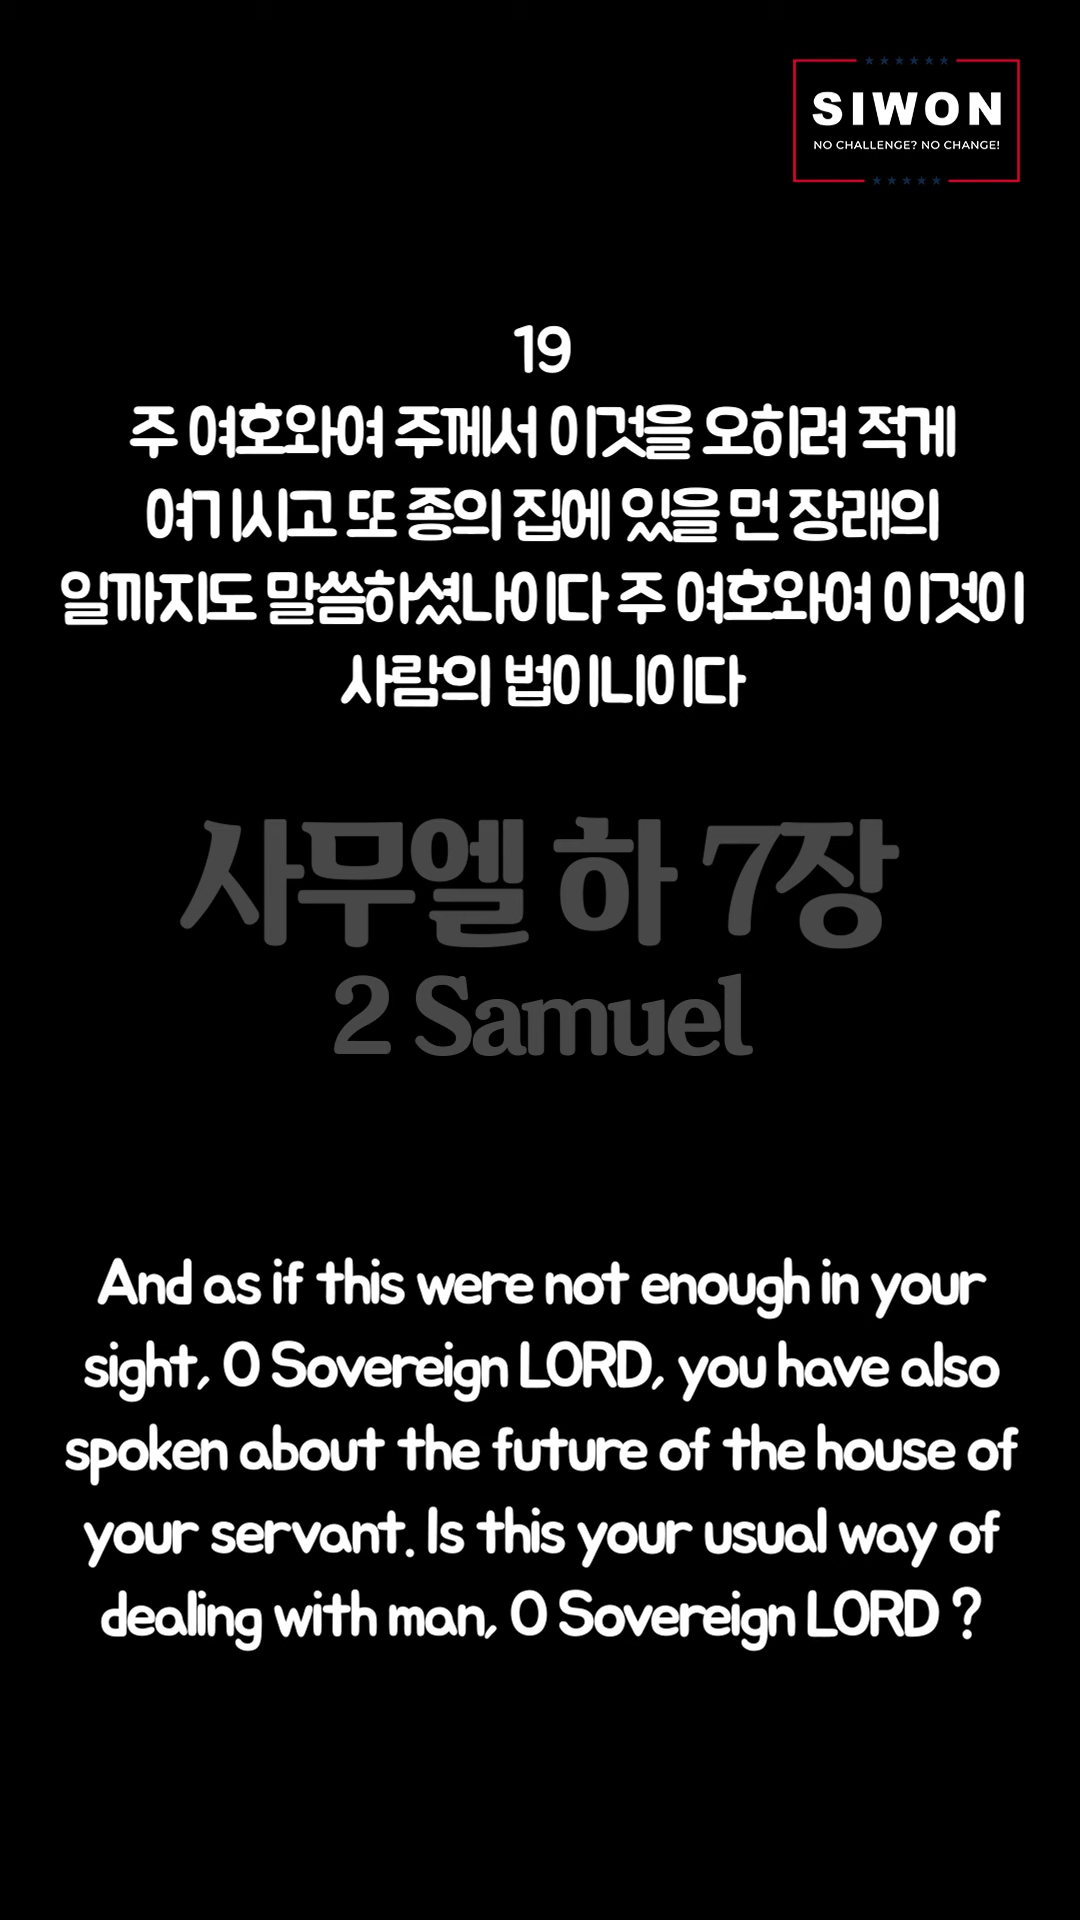 SIWON
NO CHALLENGE? NO CHANGE!
19
주 여호와여 주께서 이것을 오히려 적게
여기시고 또 종의 집에 있을 먼 장래의
일까지도 말씀하셨나이다 주 여호와여 이것이
사람의 법이니이다
사무엘 하 7장
2 Samuel
And as if this were not enough in your
sight, O Sovereign LORD, you have also
spoken about the future of the house of
your servant. Is this your usual way of
dealing with man, O Sovereign LORD ?